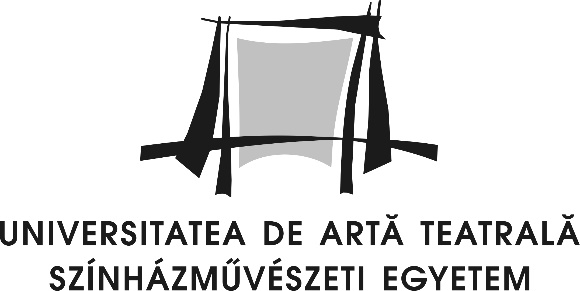 UNIVERSITATEA DE ARTĂ TEATRALĂ
SZÍNHÁZMŰVÉSZETI EGYETEM